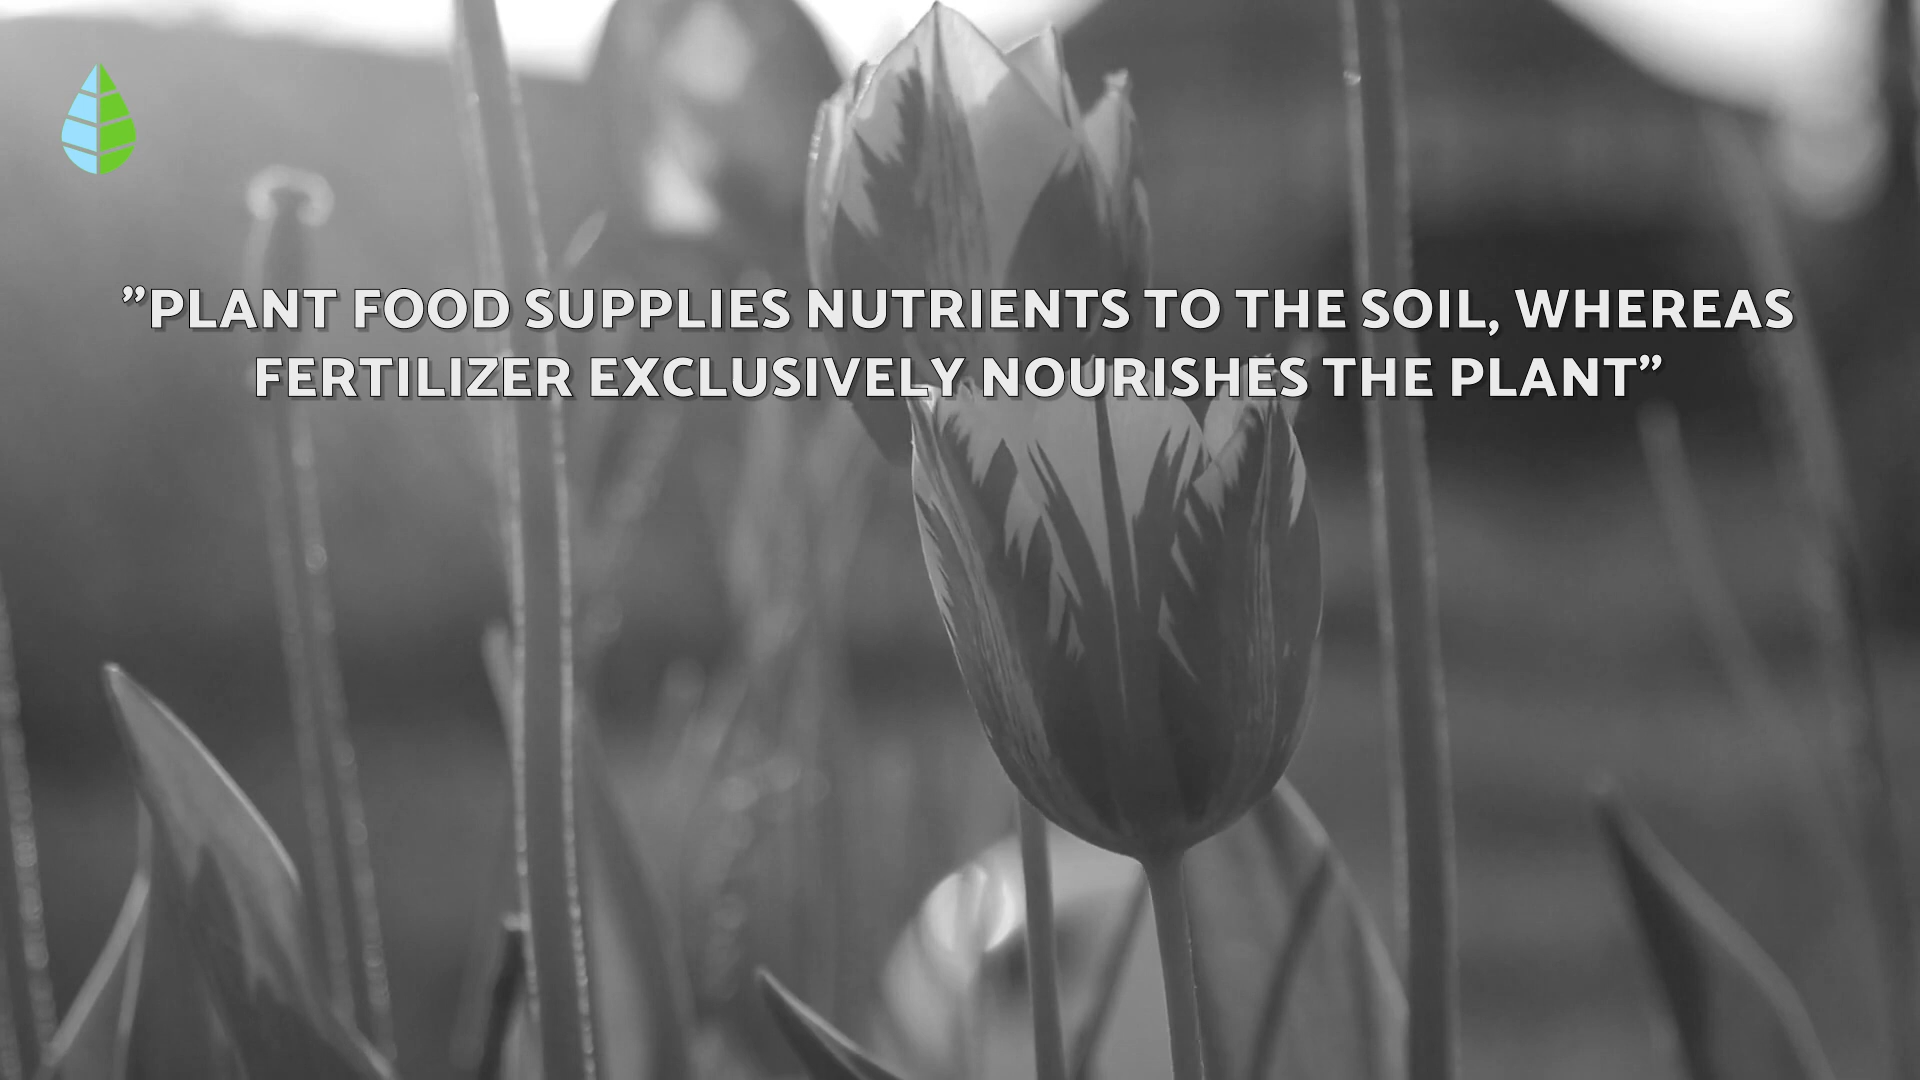 ”PLANT FOOD SUPPLIES NUTRIENTS TO THE SOIL, WHEREAS
FERTILIZER EXCLUSIVELY NOURISHES THE PLANT”